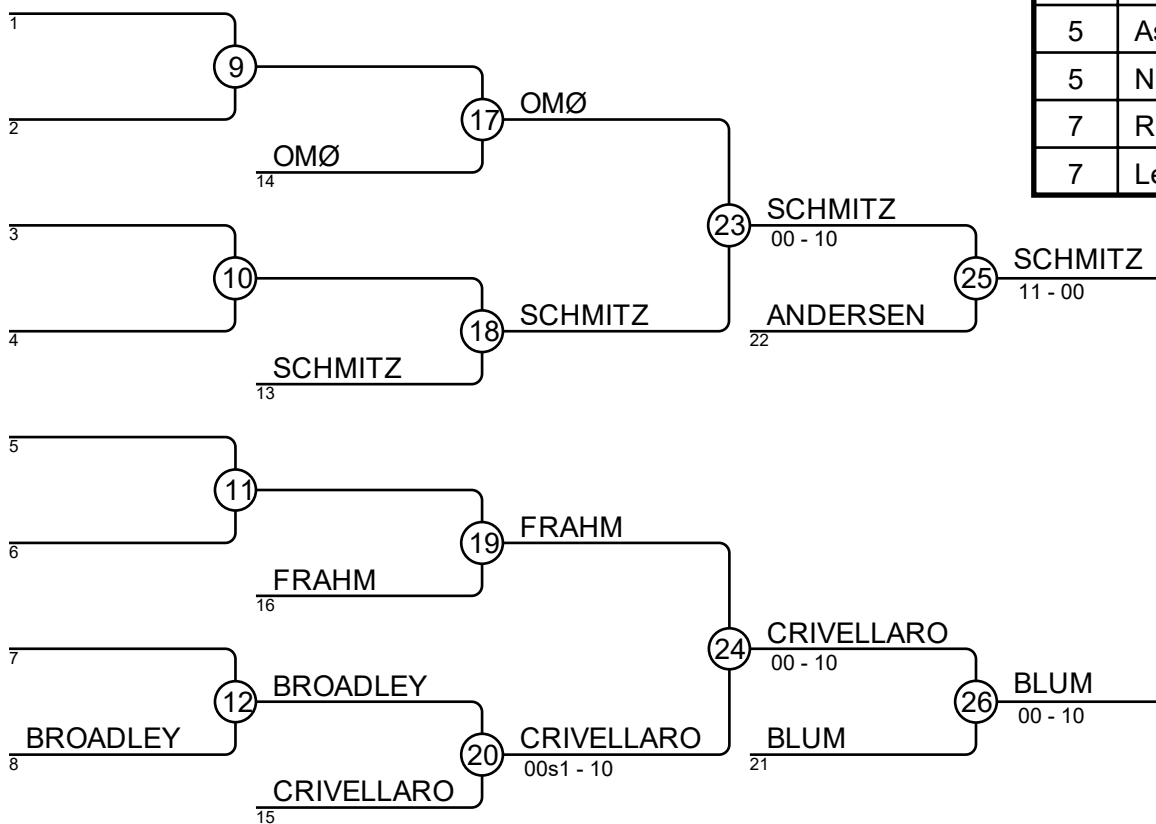 1
5 As
9
5 N
17
OMØ
2
7 R
OMØ
14
7 Le
3
23
SCHMITZ
00 - 10
10
25
SCHMITZ
11 - 00
4
18
SCHMITZ
ANDERSEN
22
SCHMITZ
13
5
11
6
19
FRAHM
FRAHM
16
7
24
CRIVELLARO
00 - 10
12
BROADLEY
26
BLUM
00 - 10
BROADLEY
8
20
CRIVELLARO
00s1 - 10
BLUM
21
CRIVELLARO
15